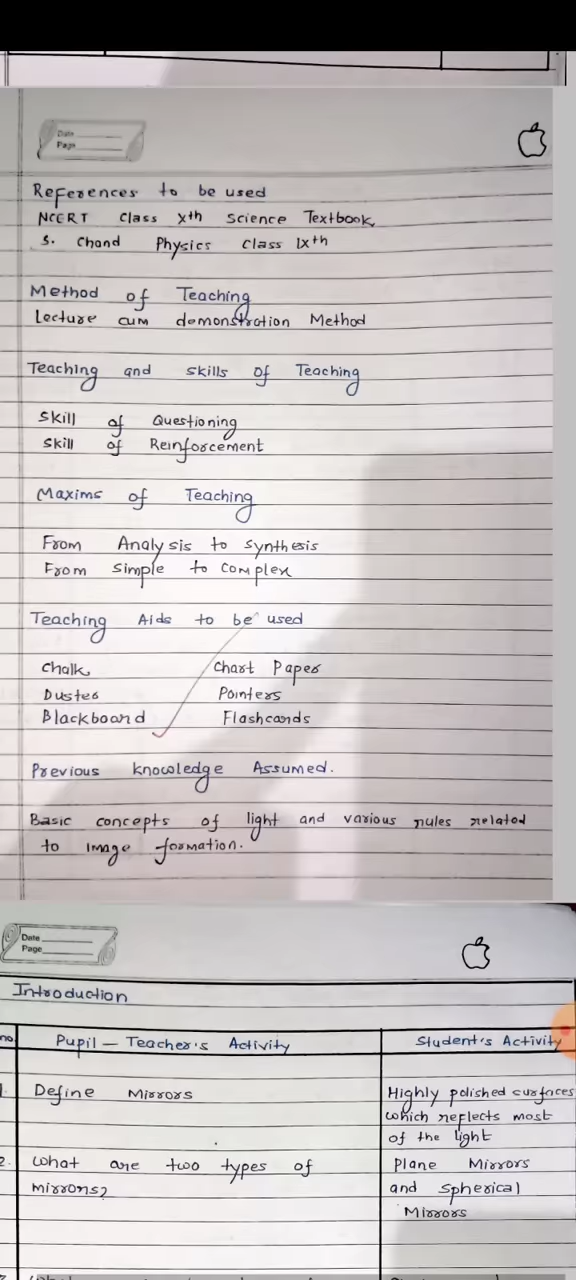 Date
Page
References to be used
NCERT Class Xth Science Textbook
S. Chand Physics Class IXth
Method of Teaching
Lecture cum demonstration Method
Teaching and skills of Teaching
Skill of Questioning
Skill of Reinforcement
Maxims of Teaching
From Analysis to synthesis
From simple to complex
Teaching Aids to be used
Chalk Chart Paper
Duster Pointers
Blackboard Flashcards
Previous knowledge Assumed.
Basic concepts of light and various rules related
to image formation.
Date
Page
Introduction
no. Pupil – Teacher's Activity Student's Activity
1. Define Mirrors Highly polished surfaces
which reflects most
of the light
2. What are two types of Plane Mirrors
mirrors? and Spherical
Mirrors